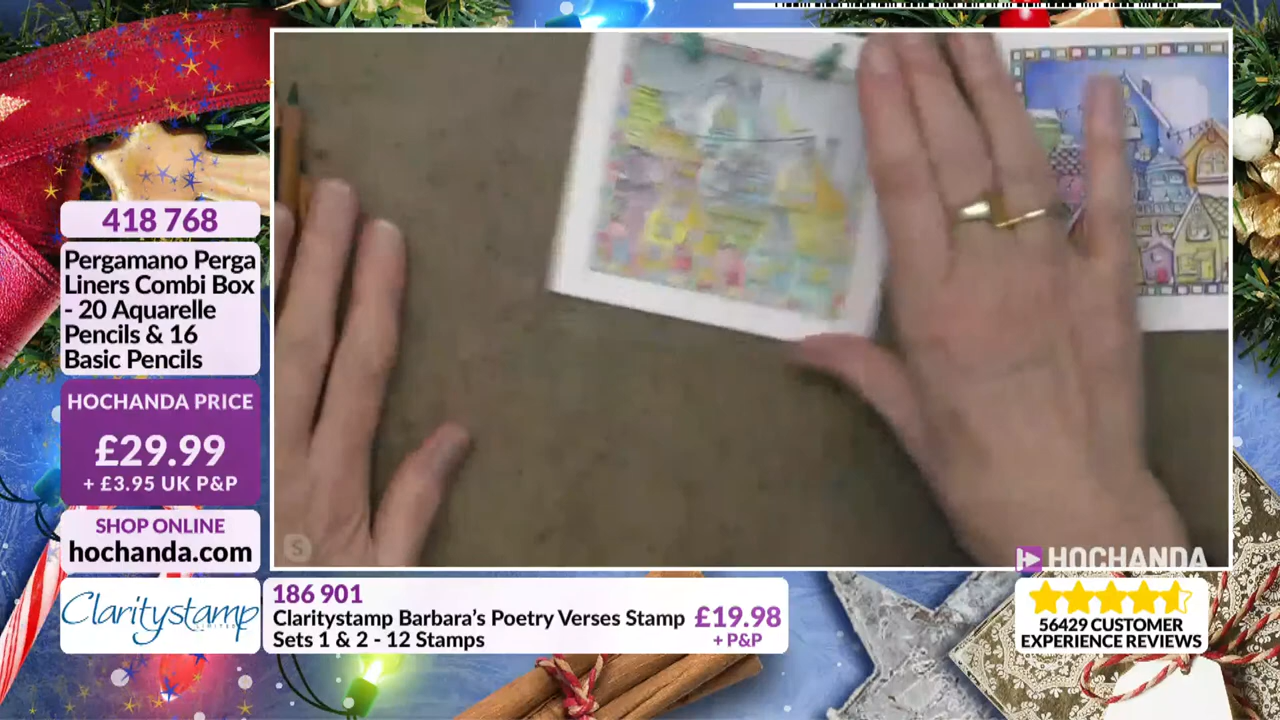 418 768
Pergamano Perga
Liners Combi Box
- 20 Aquarelle
Pencils & 16
Basic Pencils
HOCHANDA PRICE
£29.99
+ £3.95 UK P&P
SHOP ONLINE
hochanda.com
S
HOCHANDA
Claritystamp
LIMITED
186 901
Claritystamp Barbara's Poetry Verses Stamp
Sets 1 & 2 - 12 Stamps
£19.98
+ P&P
56429 CUSTOMER
EXPERIENCE REVIEWS